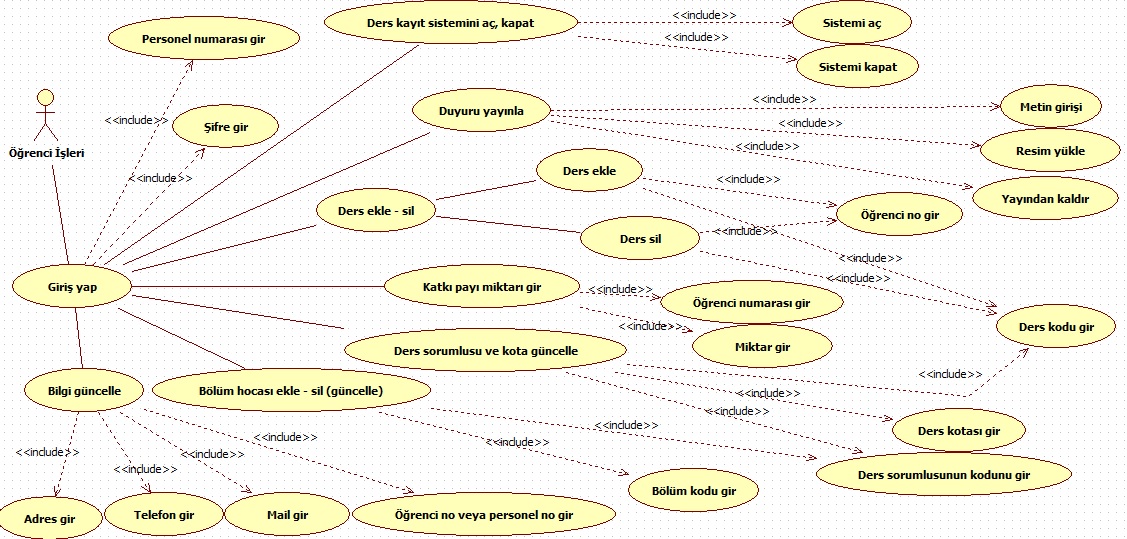 Ders kayıt sistemini aç, kapat
<<include>>
Sistemi aç
Personel numarası gir
<<include>>
Sistemi kapat
Öğrenci İşleri
<<include>>
Şifre gir
<<include>>
Duyuru yayınla
<<include>>
Metin girişi
<<include>>
Resim yükle
<<include>>
Yayından kaldır
Ders ekle - sil
Ders ekle
<<include>>
Öğrenci no gir
Ders sil
<<include>>
<<include>>
<<include>>
Ders kodu gir
Giriş yap
Katkı payı miktarı gir
<<include>>
Öğrenci numarası gir
<<include>>
Miktar gir
Ders sorumlusu ve kota güncelle
<<include>>
<<include>>
Ders kotası gir
Bilgi güncelle
Bölüm hocası ekle - sil (güncelle)
<<include>>
Ders sorumlusunun kodunu gir
<<include>>
Bölüm kodu gir
<<include>>
<<include>>
<<include>>
<<include>>
Adres gir
Telefon gir
Mail gir
Öğrenci no veya personel no gir